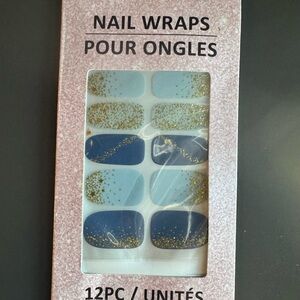 NAIL WRAPS
POUR ONGLES
12PC / UNITÉS